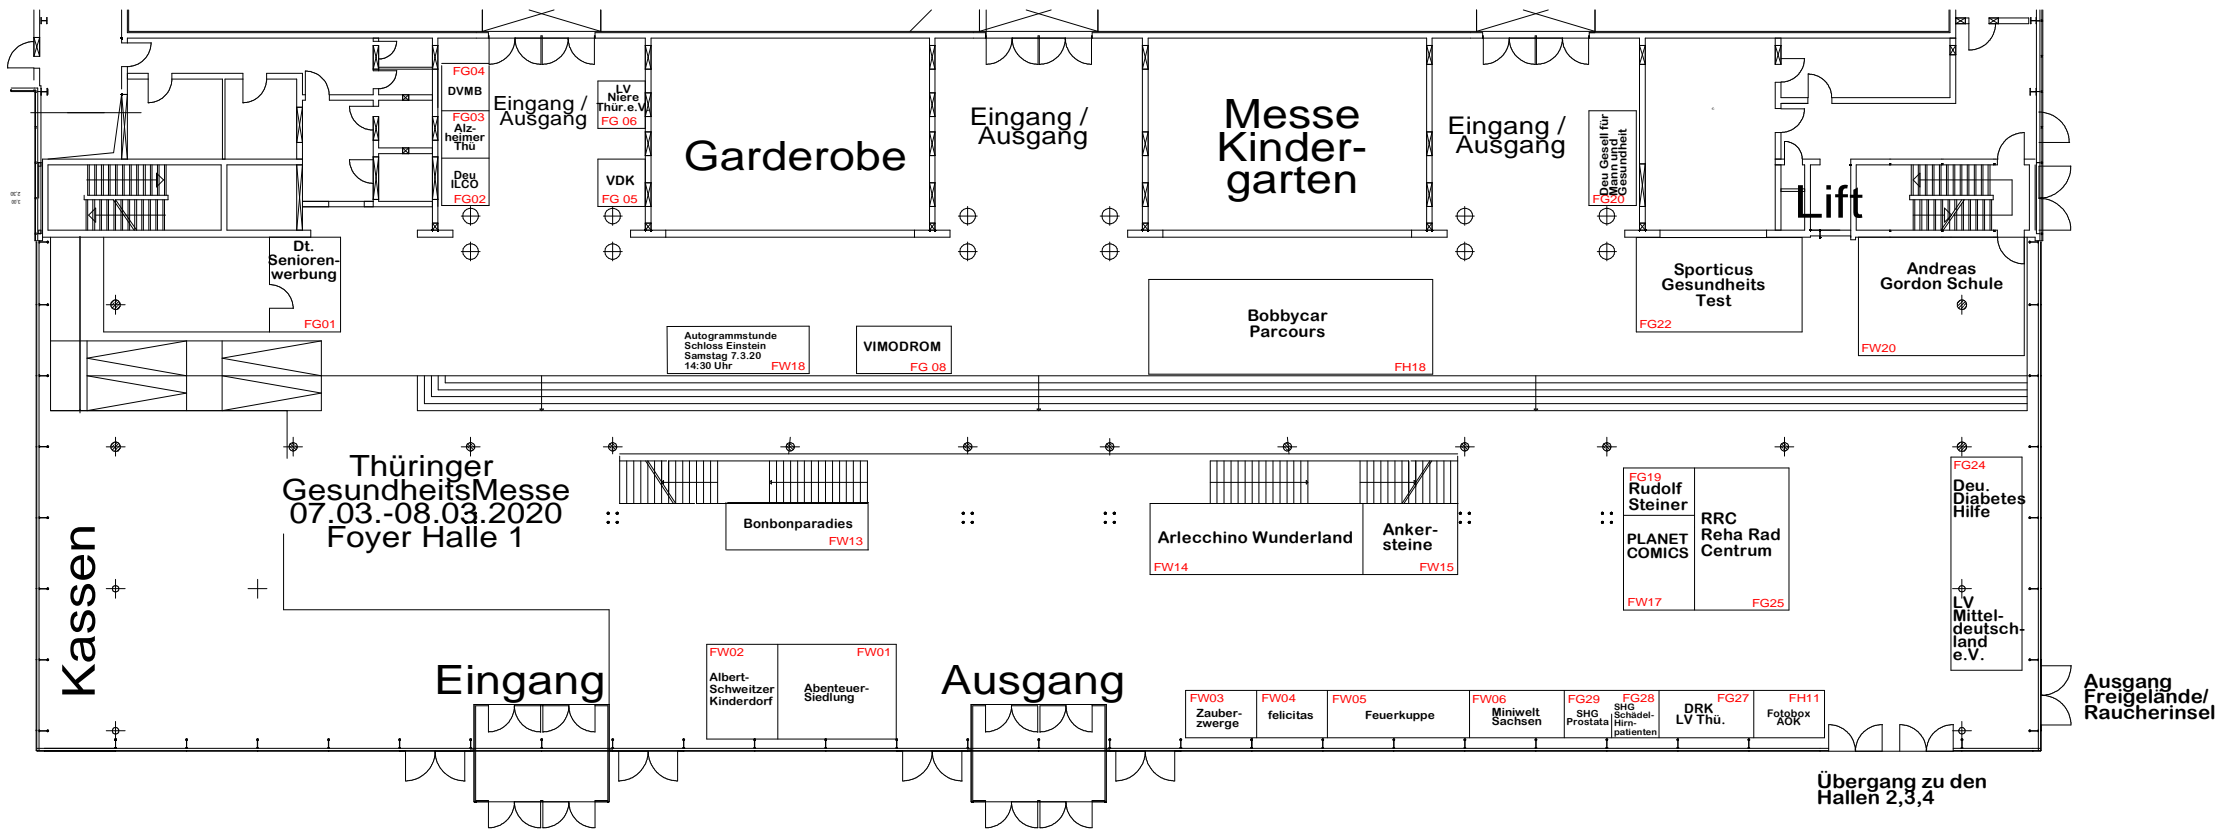 FG04
DVMB
FG03
Alz-
heimer
Thü
Deu
ILCO
FG02
Eingang /
Ausgang
LV
Niere
Thür.e.V.
FG 06
VDK
FG 05
Garderobe
Eingang /
Ausgang
Messe
Kinder-
garten
Eingang /
Ausgang
Deu Gesell für
Mann und
Gesundheit
FG20
Lift
Dt.
Senioren-
werbung
FG01
Autogrammstunde
Schloss Einstein
Samstag 7.3.20
14:30 Uhr
FW18
VIMODROM
FG 08
Bobbycar
Parcours
FH18
Sporticus
Gesundheits
Test
FG22
Andreas
Gordon Schule
FW20
Thüringer
GesundheitsMesse
07.03.-08.03.2020
Foyer Halle 1
Kassen
Bonbonparadies
FW13
Arlecchino Wunderland
FW14
Anker-
steine
FW15
FG19
Rudolf
Steiner
PLANET
COMICS
FW17
RRC
Reha Rad
Centrum
FG25
FG24
Deu.
Diabetes
Hilfe
LV
Mittel-
deutsch-
land
e.V.
Eingang
FW02
Albert-
Schweitzer
Kinderdorf
FW01
Abenteuer-
Siedlung
Ausgang
FW03
Zauber-
zwerge
FW04
felicitas
FW05
Feuerkuppe
FW06
Miniwelt
Sachsen
FG29
SHG
Prostata
FG28
SHG
Schädel-
Hirn-
patienten
FG27
DRK
LV Thü.
FH11
Fotobox
AOK
Ausgang
Freigelände/
Raucherinsel
Übergang zu den
Hallen 2,3,4